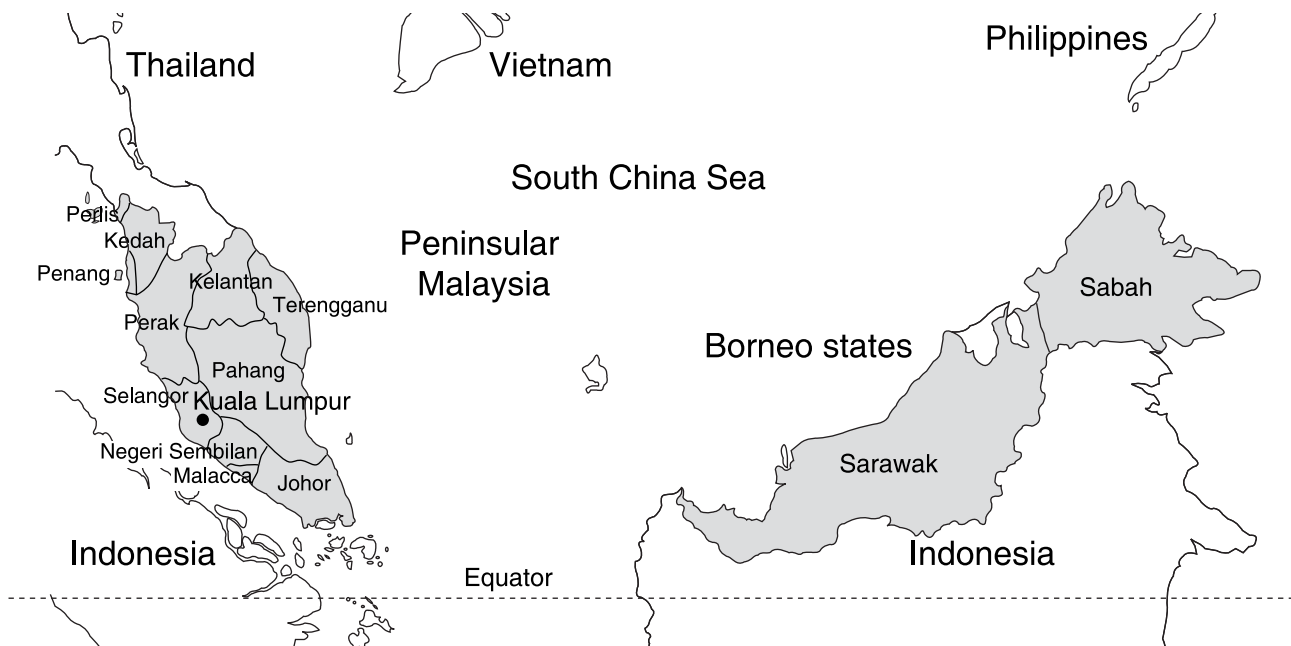 Philippines
Thailand
Vietnam
South China Sea
Perlis
Kedah
Peninsular
Malaysia
Penang
Kelantan
Sabah
Terengganu
Perak
Borneo states
Pahang
Selangor
Kuala Lumpur
Negeri Sembilan
Malacca
Johor
Sarawak
Indonesia
Indonesia
Equator